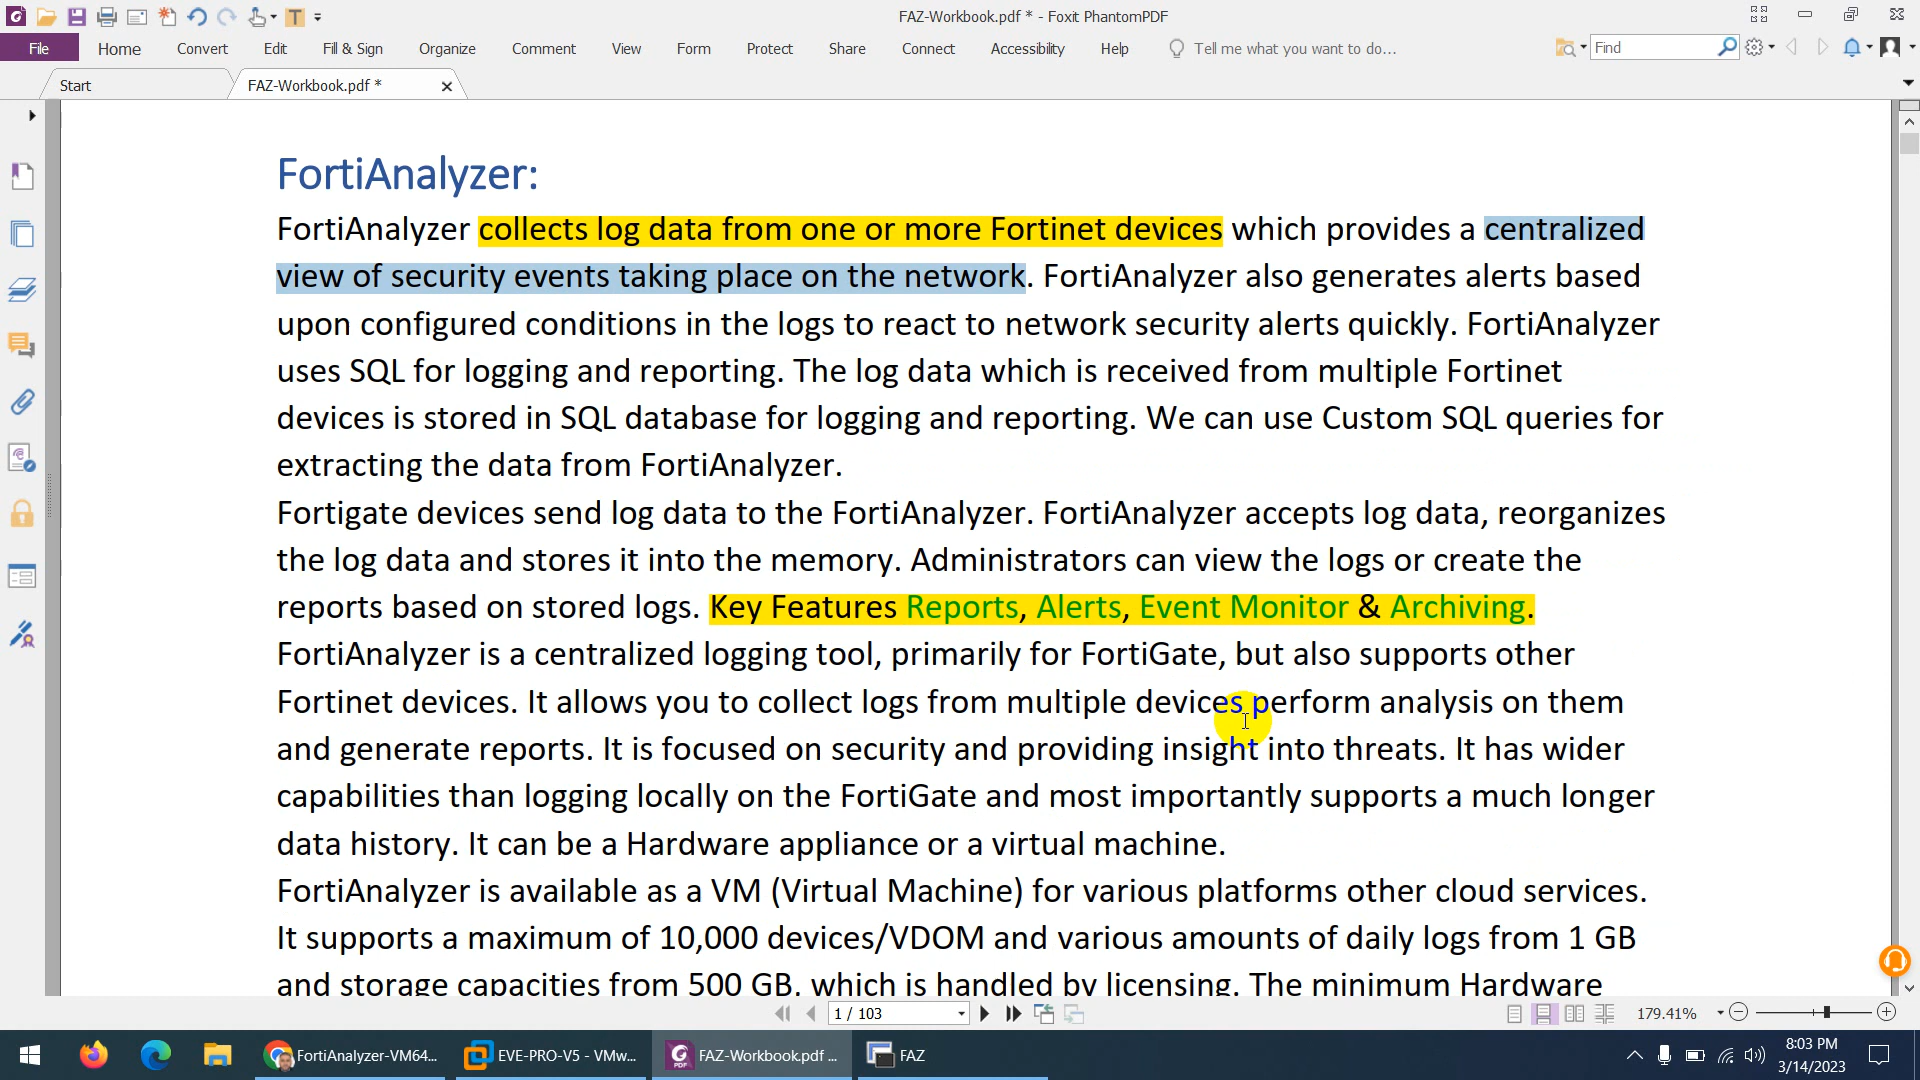 FAZ-Workbook.pdf * - Foxit PhantomPDF
File Home Convert Edit Fill & Sign Organize Comment View Form Protect Share Connect Accessibility Help Tell me what you want to do... Find
Start FAZ-Workbook.pdf *
FortiAnalyzer:
FortiAnalyzer collects log data from one or more Fortinet devices which provides a centralized
view of security events taking place on the network. FortiAnalyzer also generates alerts based
upon configured conditions in the logs to react to network security alerts quickly. FortiAnalyzer
uses SQL for logging and reporting. The log data which is received from multiple Fortinet
devices is stored in SQL database for logging and reporting. We can use Custom SQL queries for
extracting the data from FortiAnalyzer.
Fortigate devices send log data to the FortiAnalyzer. FortiAnalyzer accepts log data, reorganizes
the log data and stores it into the memory. Administrators can view the logs or create the
reports based on stored logs. Key Features Reports, Alerts, Event Monitor & Archiving.
FortiAnalyzer is a centralized logging tool, primarily for FortiGate, but also supports other
Fortinet devices. It allows you to collect logs from multiple devices perform analysis on them
and generate reports. It is focused on security and providing insight into threats. It has wider
capabilities than logging locally on the FortiGate and most importantly supports a much longer
data history. It can be a Hardware appliance or a virtual machine.
FortiAnalyzer is available as a VM (Virtual Machine) for various platforms other cloud services.
It supports a maximum of 10,000 devices/VDOM and various amounts of daily logs from 1 GB
and storage capacities from 500 GB, which is handled by licensing. The minimum Hardware
1 / 103 179.41%
FortiAnalyzer-VM64... EVE-PRO-V5 - VMw... FAZ-Workbook.pdf ... FAZ 8:03 PM
3/14/2023